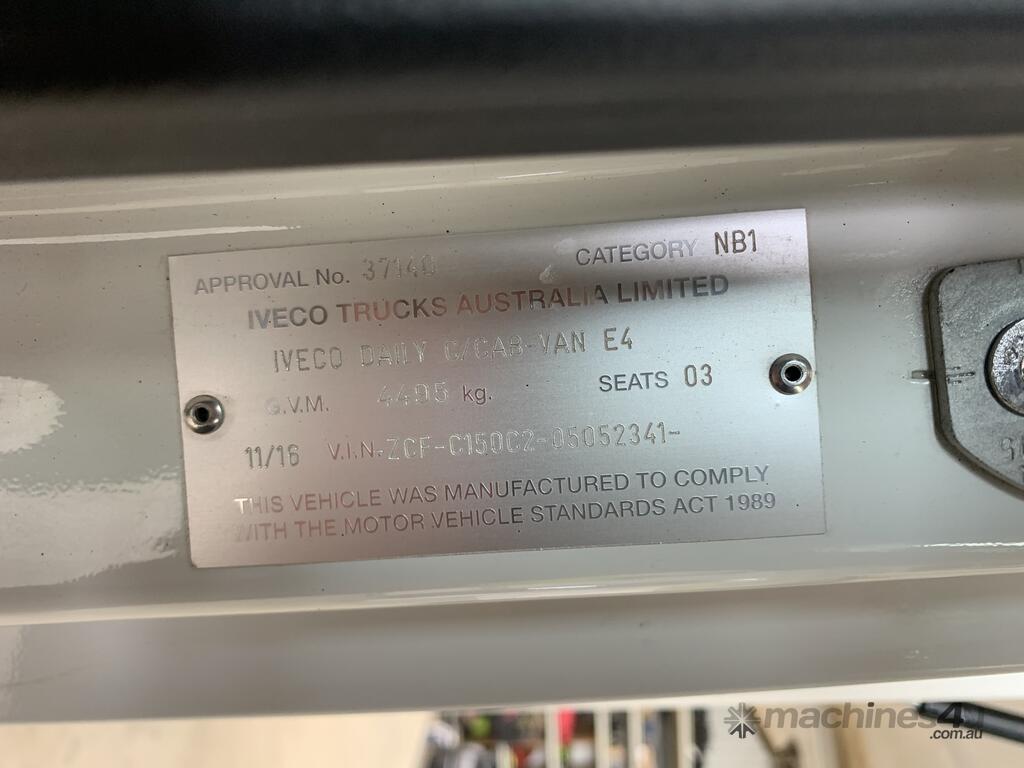 APPROVAL No. 37140 CATEGORY NB1
IVECO TRUCKS AUSTRALIA LIMITED
IVECO DAILY C/CAB-VAN E4
G.V.M. 4495 kg. SEATS 03
11/16 V.I.N. ZCF-C150C2-05052341-
THIS VEHICLE WAS MANUFACTURED TO COMPLY
WITH THE MOTOR VEHICLE STANDARDS ACT 1989
machines4u
.com.au